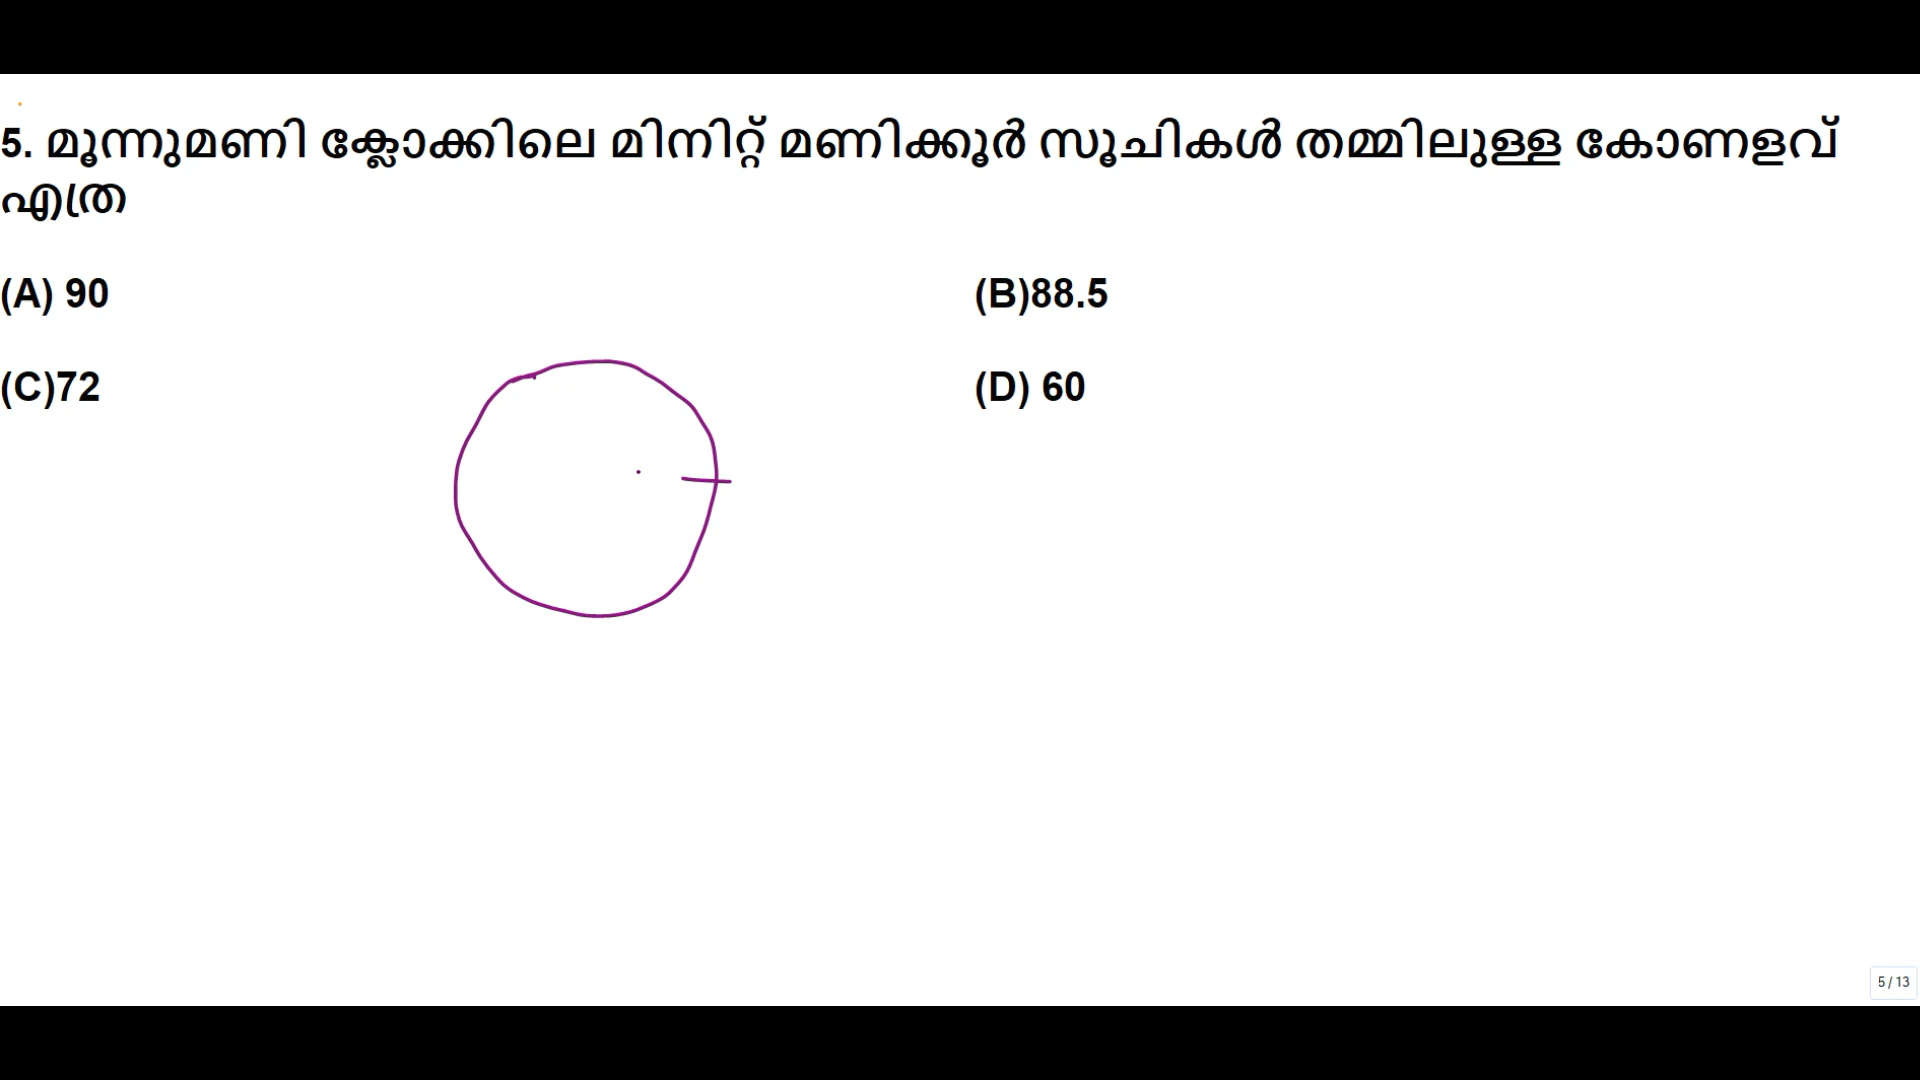 5. മൂന്നുമണി ക്ലോക്കിലെ മിനിറ്റ് മണിക്കൂർ സൂചികൾ തമ്മിലുള്ള കോണളവ്
എത്ര
(A) 90 (B)88.5
(C)72 (D) 60
5 / 13